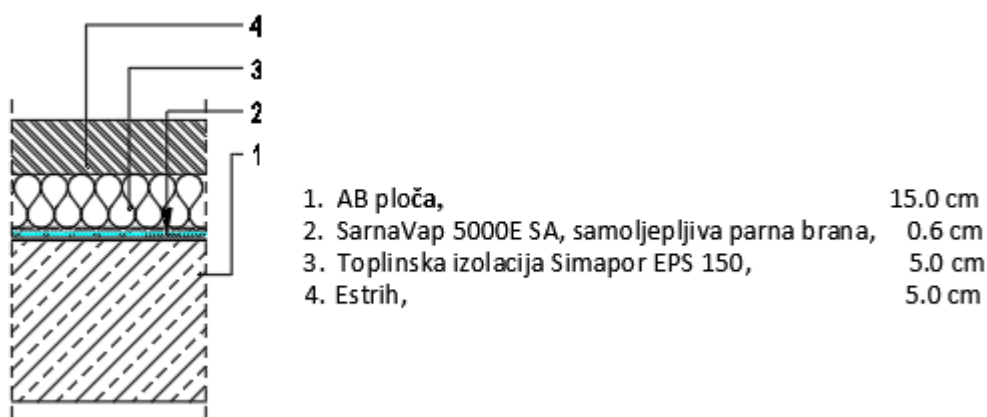 4
3
2
1
1. AB ploča, 15.0 cm
2. SarnaVap 5000E SA, samoljepljiva parna brana, 0.6 cm
3. Toplinska izolacija Simapor EPS 150, 5.0 cm
4. Estrih, 5.0 cm